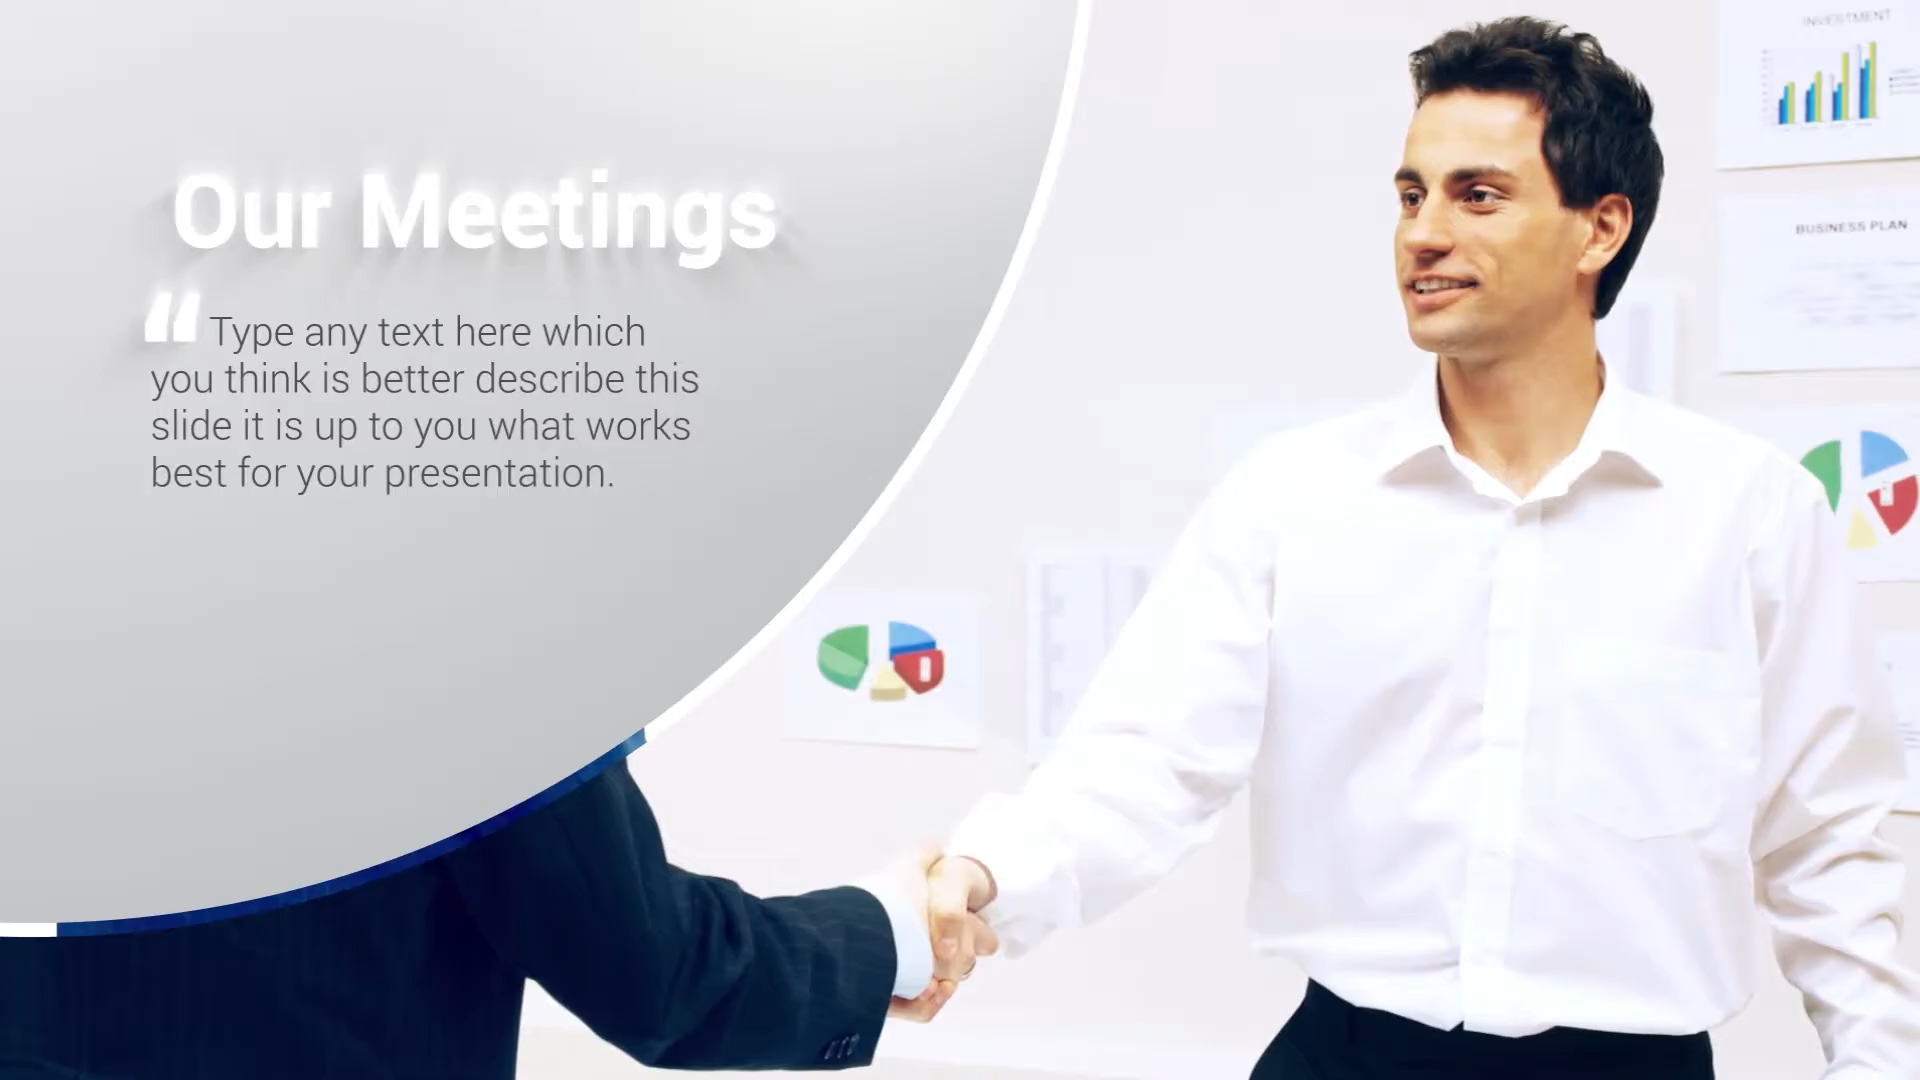 Our Meetings
“ Type any text here which
you think is better describe this
slide it is up to you what works
best for your presentation.
INVESTMENT
BUSINESS PLAN